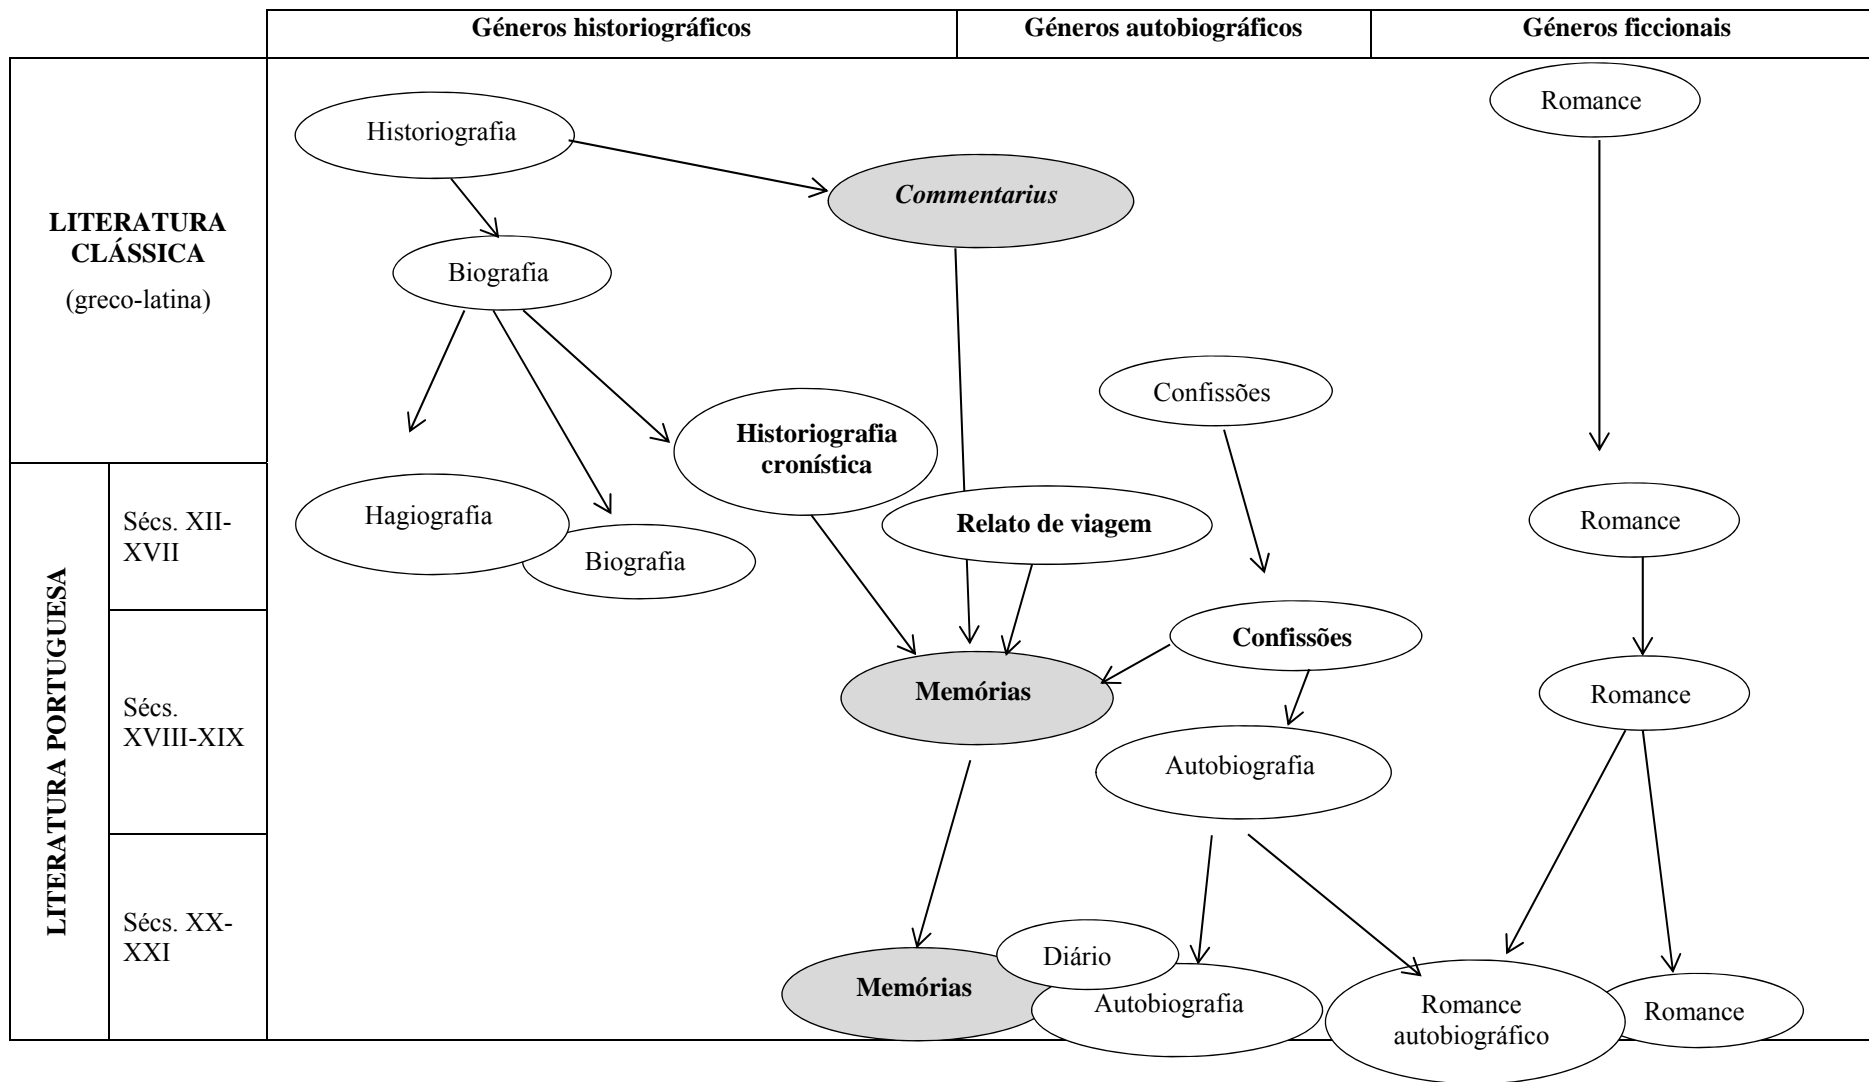 Géneros historiográficos
Géneros autobiográficos
Géneros ficcionais
LITERATURA
CLÁSSICA
(greco-latina)
Historiografia
Commentarius
Romance
Biografia
Confissões
Historiografia
cronística
LITERATURA PORTUGUESA
Sécs. XII-
XVII
Hagiografia
Biografia
Relato de viagem
Romance
Sécs.
XVIII-XIX
Confissões
Memórias
Romance
Autobiografia
Sécs. XX-
XXI
Memórias
Diário
Autobiografia
Romance
autobiográfico
Romance